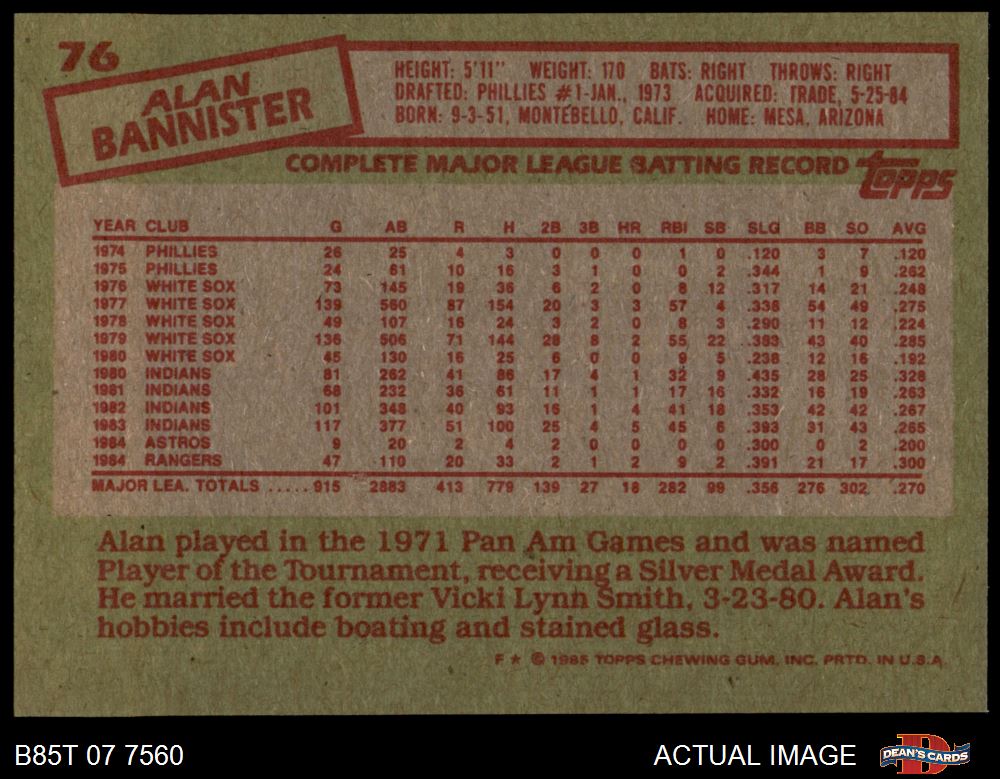 76
ALAN
BANNISTER
HEIGHT: 5'11" WEIGHT: 170 BATS: RIGHT THROWS: RIGHT
DRAFTED: PHILLIES #1-JAN., 1973 ACQUIRED: TRADE, 5-25-84
BORN: 9-3-51, MONTEBELLO, CALIF. HOME: MESA, ARIZONA
COMPLETE MAJOR LEAGUE BATTING RECORD TOPPS
YEAR CLUB G AB R H 2B 3B HR RBI SB SLG BB SO AVG
1974 PHILLIES 26 25 4 3 0 0 0 1 0 .120 3 7 .120
1975 PHILLIES 24 61 10 16 3 1 0 0 2 .344 1 9 .262
1976 WHITE SOX 73 145 19 36 6 2 0 8 12 .317 14 21 .248
1977 WHITE SOX 139 560 87 154 20 3 3 57 4 .338 54 49 .275
1978 WHITE SOX 49 107 16 24 3 2 0 8 3 .290 11 12 .224
1979 WHITE SOX 136 506 71 144 28 8 2 55 22 .383 43 40 .285
1980 WHITE SOX 45 130 16 25 6 0 0 9 5 .238 12 16 .192
1980 INDIANS 81 262 41 86 17 4 1 32 9 .435 28 25 .328
1981 INDIANS 68 232 36 61 11 1 1 17 16 .332 16 19 .263
1982 INDIANS 101 348 40 93 16 1 4 41 18 .353 42 42 .267
1983 INDIANS 117 377 51 100 25 4 5 45 6 .393 31 43 .265
1984 ASTROS 9 20 2 4 2 0 0 0 0 .300 0 2 .200
1984 RANGERS 47 110 20 33 2 1 2 9 2 .391 21 17 .300
MAJOR LEA. TOTALS ..... 915 2883 413 779 139 27 18 282 99 .356 276 302 .270
Alan played in the 1971 Pan Am Games and was named
Player of the Tournament, receiving a Silver Medal Award.
He married the former Vicki Lynn Smith, 3-23-80. Alan's
hobbies include boating and stained glass.
F★ © 1985 TOPPS CHEWING GUM, INC. PRTD. IN U.S.A.
B85T 07 7560 ACTUAL IMAGE DEAN'S CARDS